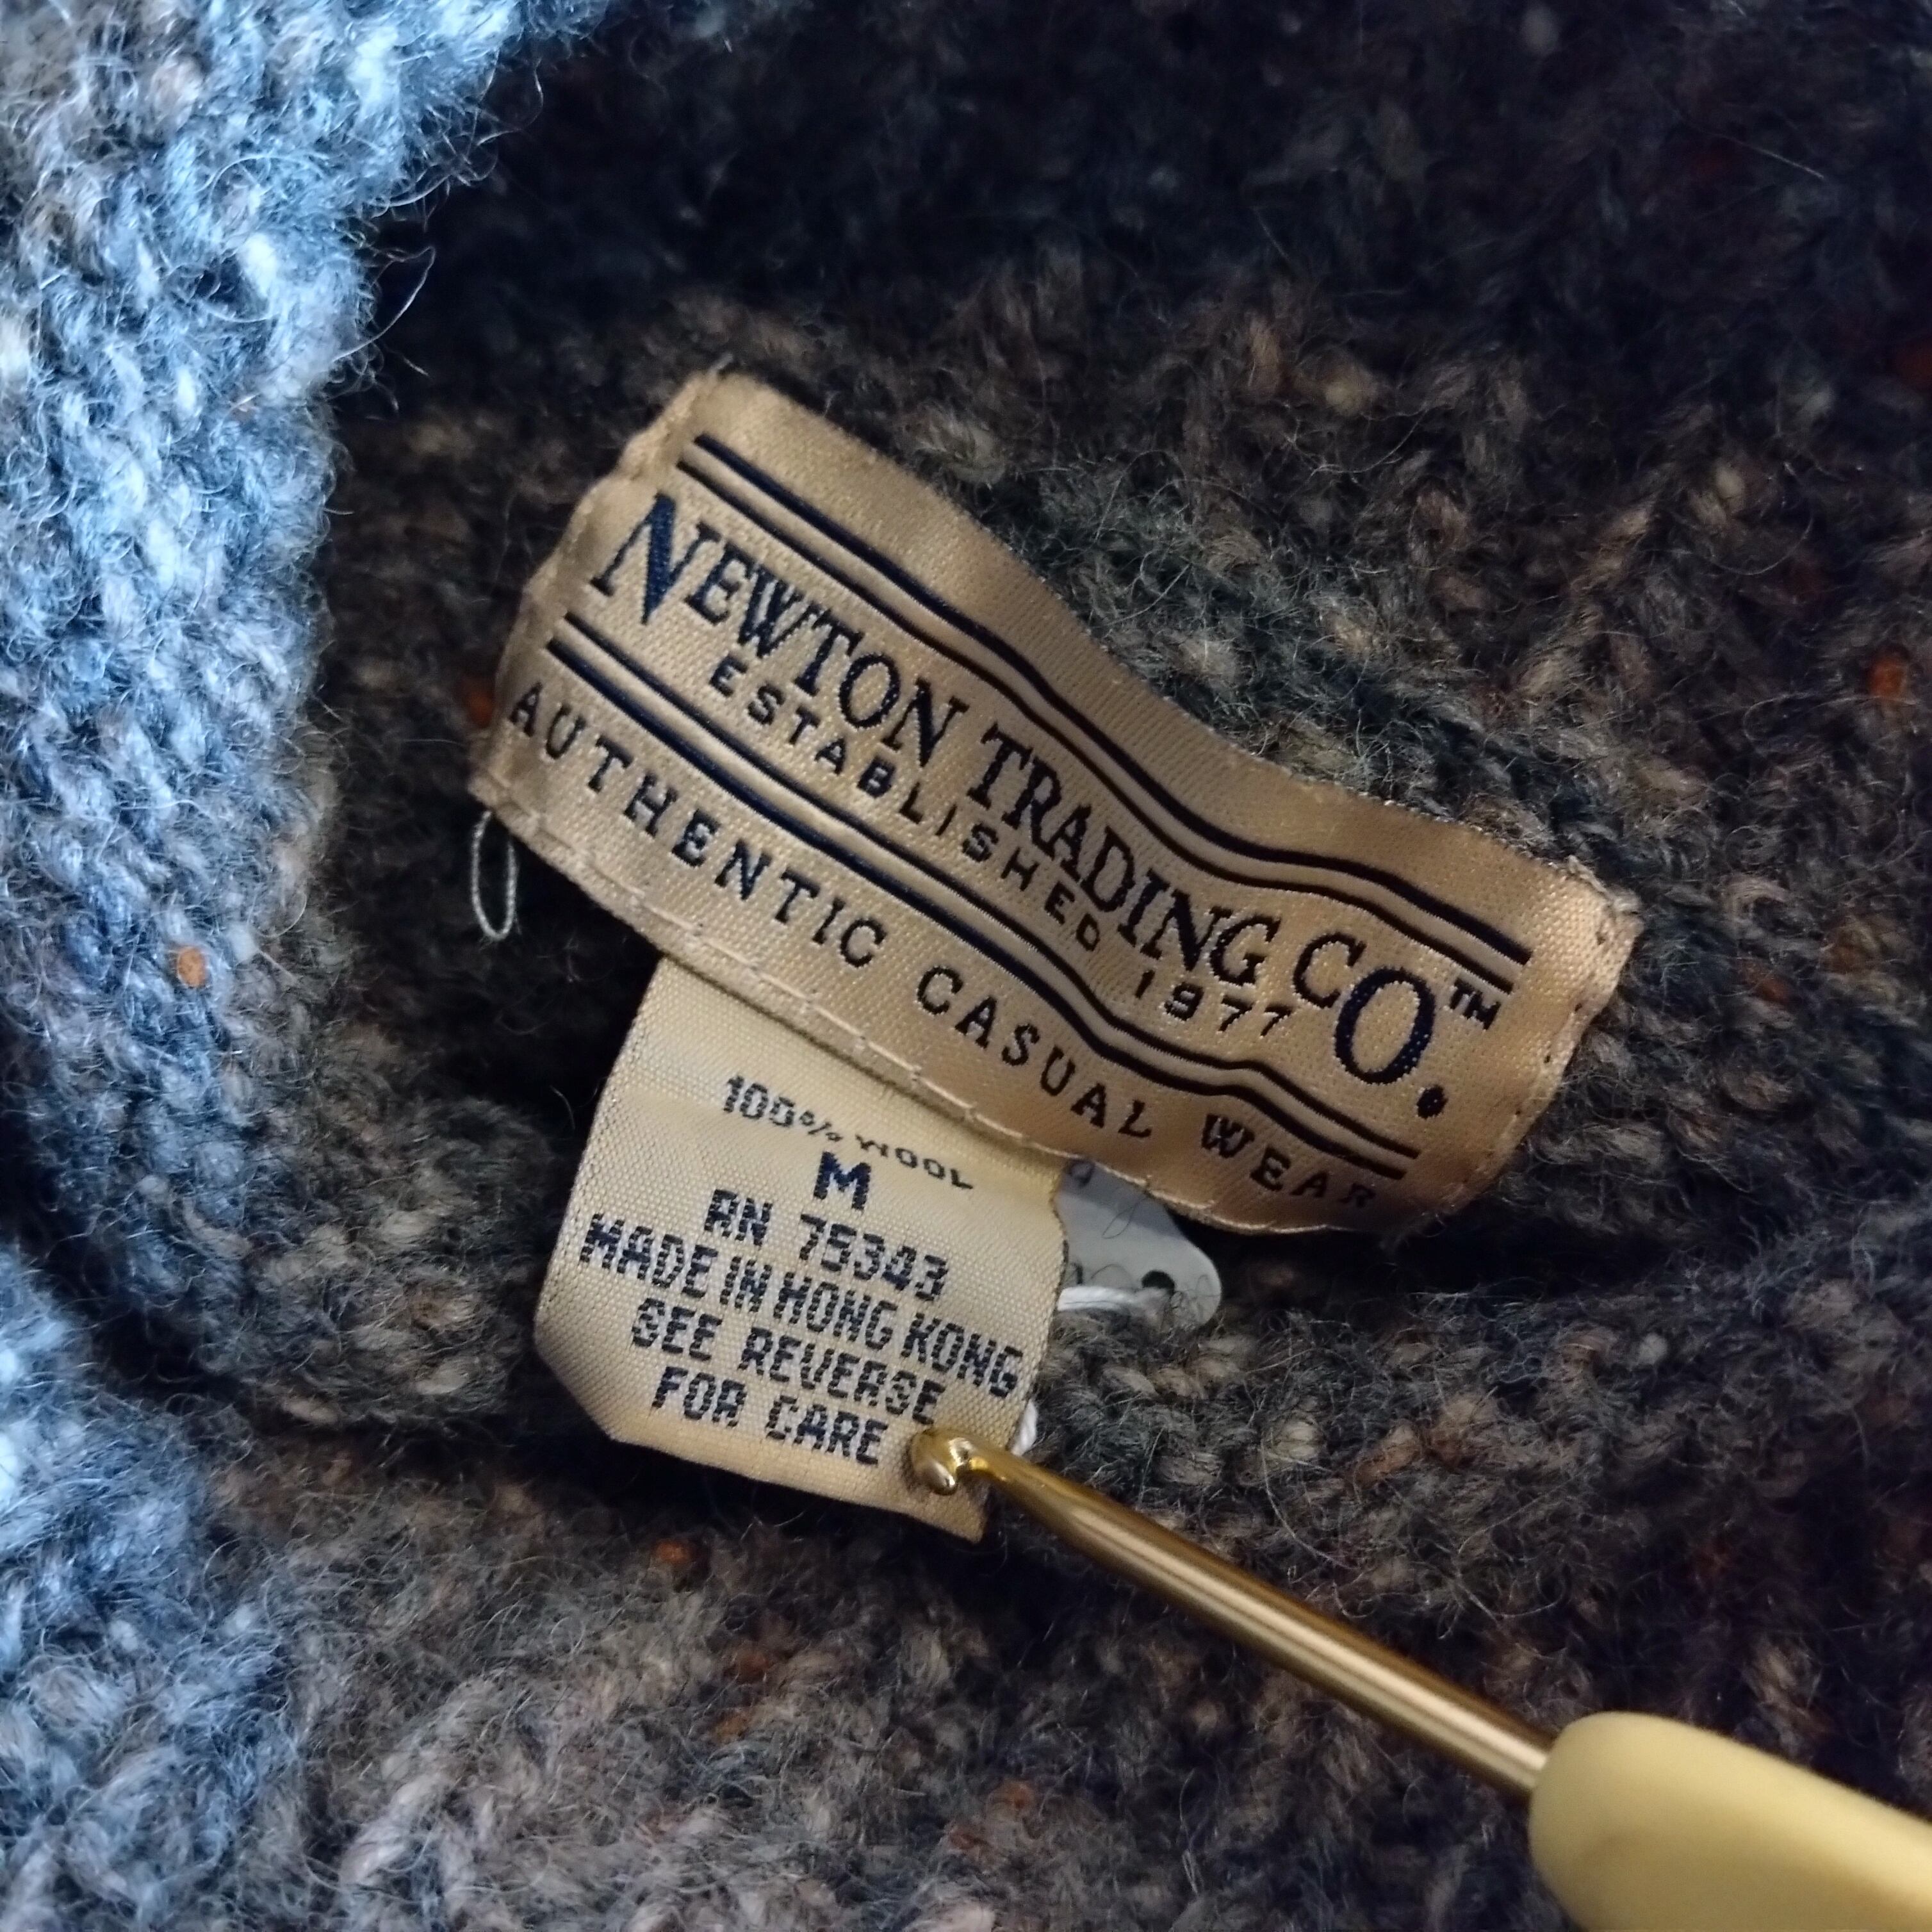 NEWTON TRADING CO.™
ESTABLISHED 1977
AUTHENTIC CASUAL WEAR
100% WOOL
M
RN 75343
MADE IN HONG KONG
SEE REVERSE
FOR CARE